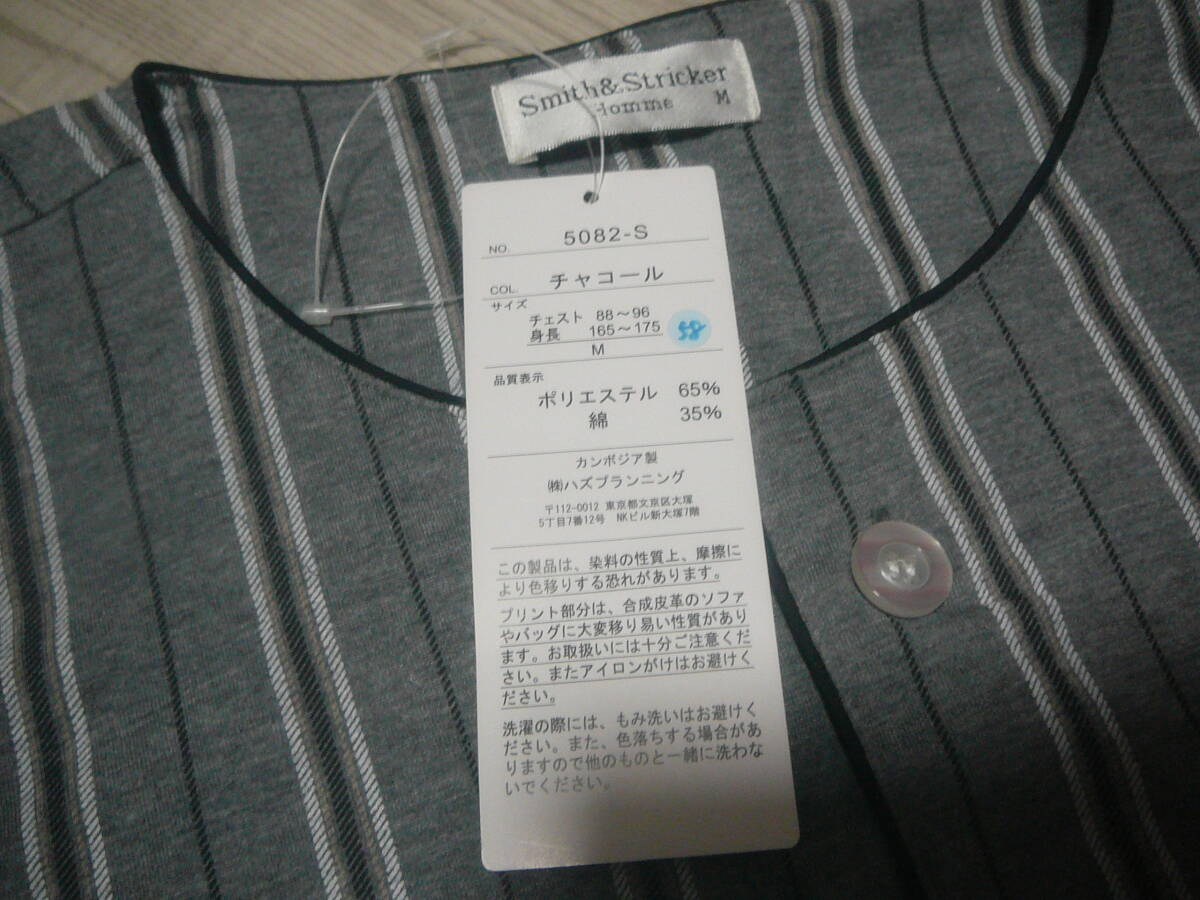 Smith&Stricker
Homme M
NO. 5082-S
COL. チャコール
サイズ
チェスト 88～96
身長 165～175
58
M
品質表示
ポリエステル 65%
綿 35%
カンボジア製
㈱ハズプランニング
〒112-0012 東京都文京区大塚
5丁目7番12号 NKビル新大塚7階
この製品は、染料の性質上、摩擦に
より色移りする恐れがあります。
プリント部分は、合成皮革のソファ
やバッグに大変移り易い性質があり
ます。お取扱いには十分ご注意くだ
さい。またアイロンがけはお避けく
ださい。
洗濯の際には、もみ洗いはお避けく
ださい。また、色落ちする場合があ
りますので他のものと一緒に洗わな
いでください。